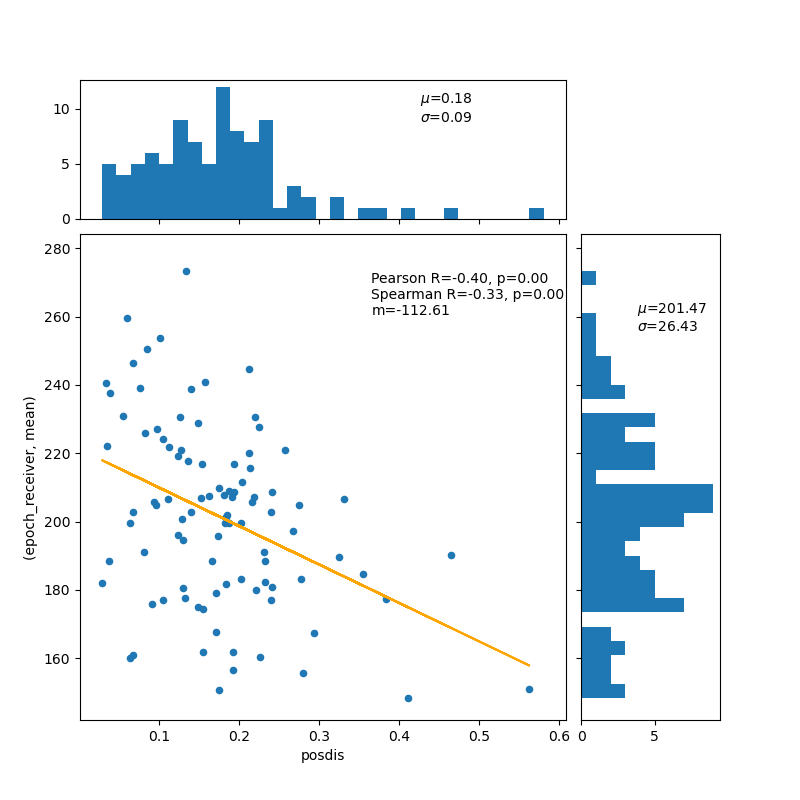 10
5
0
μ=0.18
σ=0.09
280
260
240
220
200
180
160
(epoch_receiver, mean)
Pearson R=-0.40, p=0.00
Spearman R=-0.33, p=0.00
m=-112.61
μ=201.47
σ=26.43
0.1 0.2 0.3 0.4 0.5 0.6
posdis
0 5